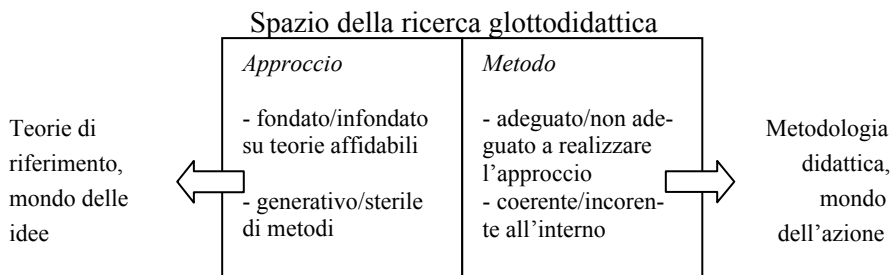 Spazio della ricerca glottodidattica
Teorie di
riferimento,
mondo delle
idee
Approccio
- fondato/infondato
su teorie affidabili
- generativo/sterile
di metodi
Metodo
- adeguato/non ade-
guato a realizzare
l'approccio
- coerente/incoren-
te all'interno
Metodologia
didattica,
mondo
dell'azione